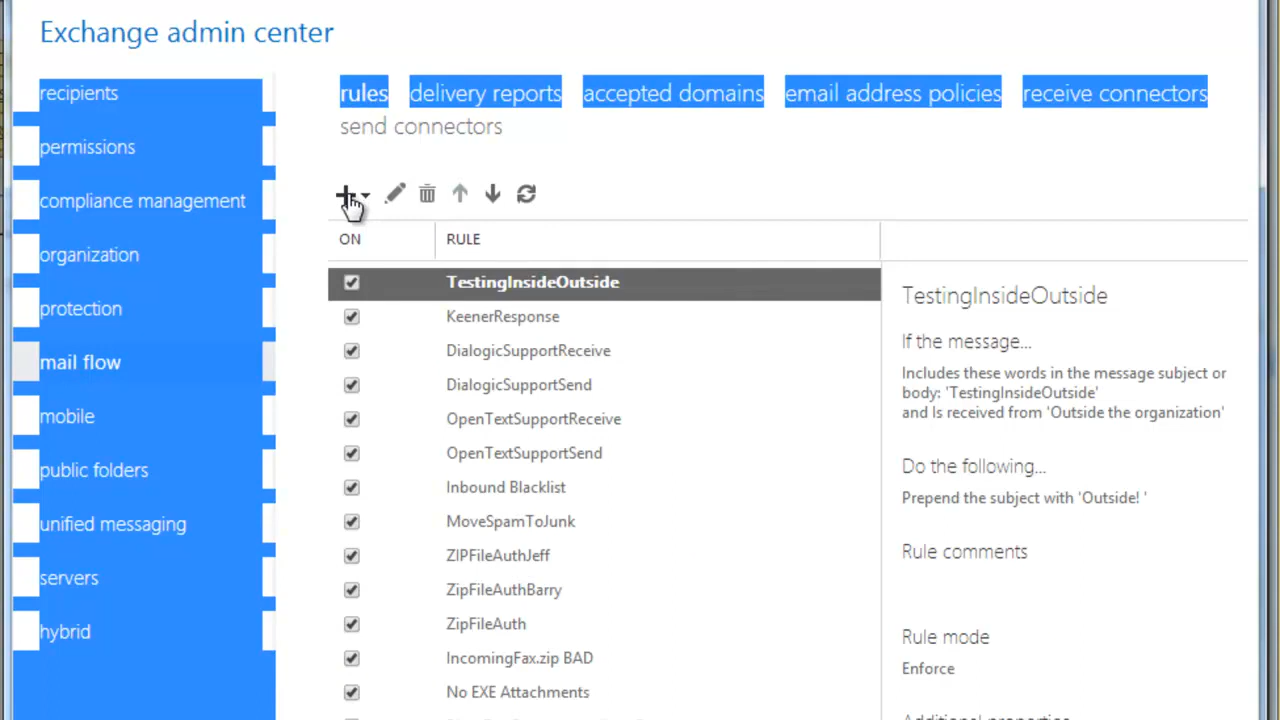 Exchange admin center
recipients
permissions
compliance management
organization
protection
mail flow
mobile
public folders
unified messaging
servers
hybrid
rules delivery reports accepted domains email address policies receive connectors
send connectors
ON RULE
TestingInsideOutside
KeenerResponse
DialogicSupportReceive
DialogicSupportSend
OpenTextSupportReceive
OpenTextSupportSend
Inbound Blacklist
MoveSpamToJunk
ZIPFileAuthJeff
ZipFileAuthBarry
ZipFileAuth
IncomingFax.zip BAD
No EXE Attachments
TestingInsideOutside
If the message...
Includes these words in the message subject or
body: 'TestingInsideOutside'
and Is received from 'Outside the organization'
Do the following...
Prepend the subject with 'Outside! '
Rule comments
Rule mode
Enforce
Additional properties